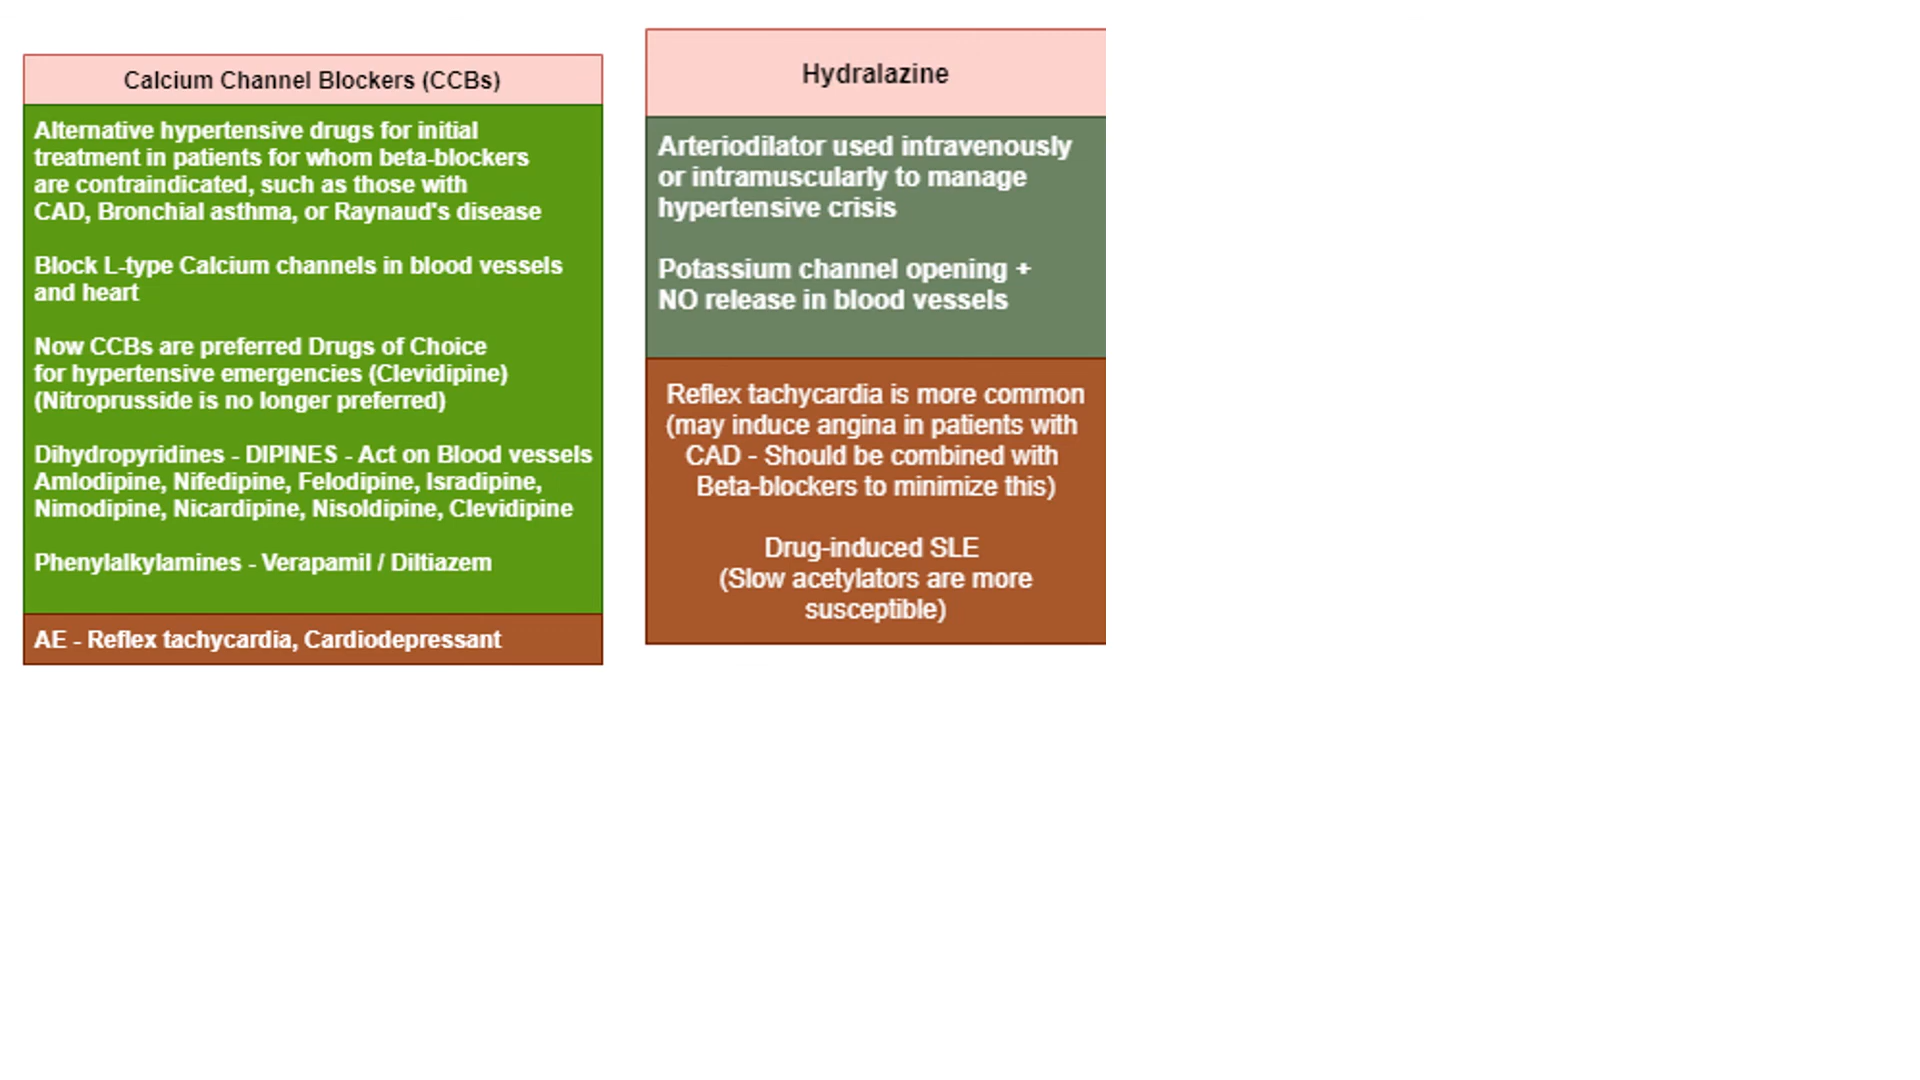 Calcium Channel Blockers (CCBs)
Alternative hypertensive drugs for initial
treatment in patients for whom beta-blockers
are contraindicated, such as those with
CAD, Bronchial asthma, or Raynaud's disease
Block L-type Calcium channels in blood vessels
and heart
Now CCBs are preferred Drugs of Choice
for hypertensive emergencies (Clevidipine)
(Nitroprusside is no longer preferred)
Dihydropyridines - DIPINES - Act on Blood vessels
Amlodipine, Nifedipine, Felodipine, Isradipine,
Nimodipine, Nicardipine, Nisoldipine, Clevidipine
Phenylalkylamines - Verapamil / Diltiazem
AE - Reflex tachycardia, Cardiodepressant
Hydralazine
Arteriodilator used intravenously
or intramuscularly to manage
hypertensive crisis
Potassium channel opening +
NO release in blood vessels
Reflex tachycardia is more common
(may induce angina in patients with
CAD - Should be combined with
Beta-blockers to minimize this)
Drug-induced SLE
(Slow acetylators are more
susceptible)